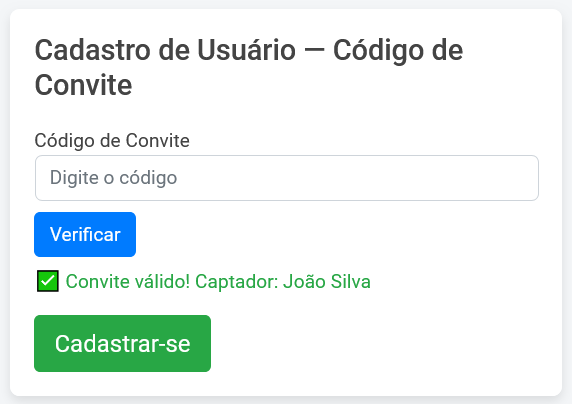 Cadastro de Usuário — Código de
Convite
Código de Convite
Digite o código
Verificar
✅ Convite válido! Captador: João Silva
Cadastrar-se